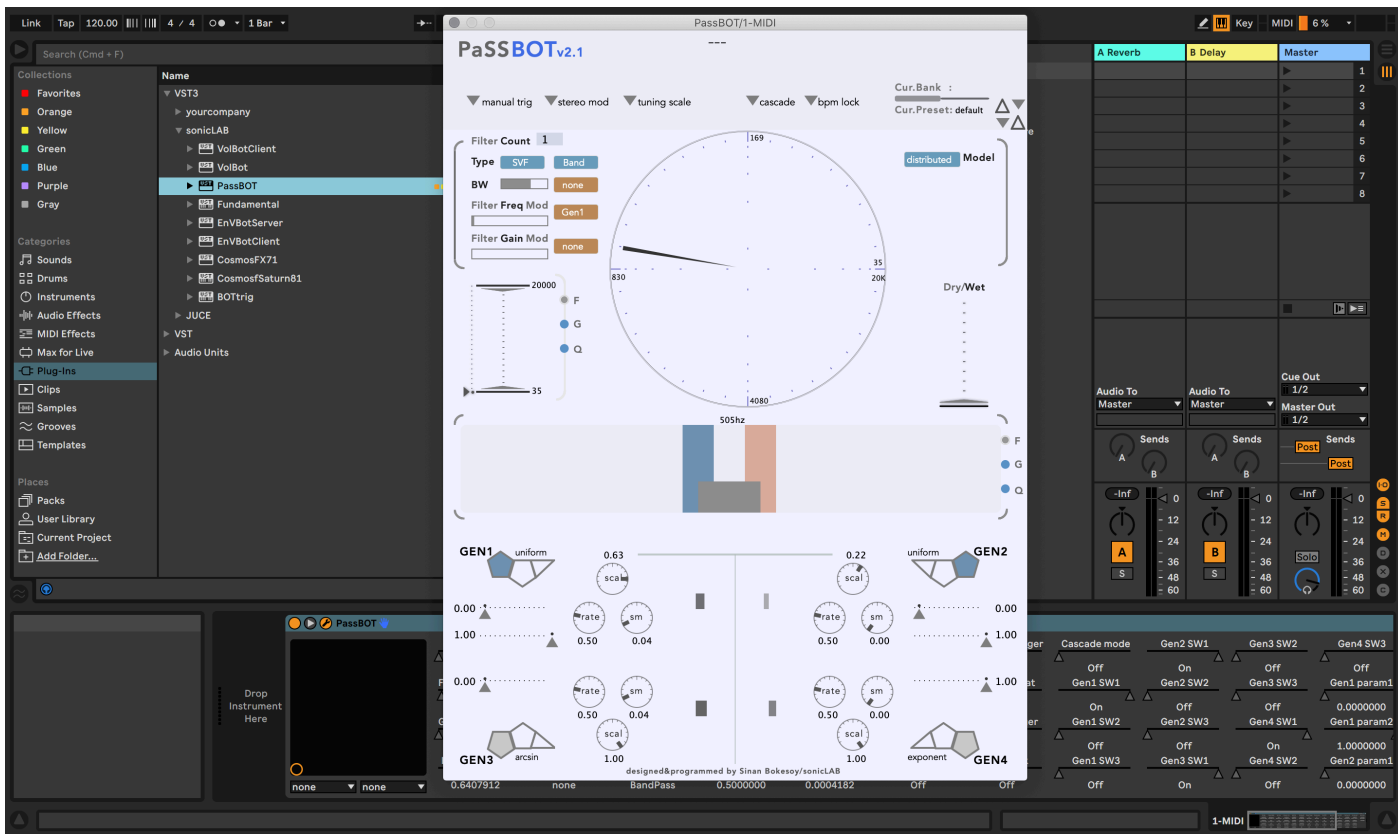 Link Tap 120.00 4 / 4 1 Bar
PassBOT/1-MIDI
Key MIDI 6 %
Search (Cmd + F)
Collections
Favorites
Orange
Yellow
Green
Blue
Purple
Gray
Categories
Sounds
Drums
Instruments
Audio Effects
MIDI Effects
Max for Live
Plug-Ins
Clips
Samples
Grooves
Templates
Places
Packs
User Library
Current Project
Add Folder...
Name
VST3
yourcompany
sonicLAB
VolBotClient
VolBot
PassBOT
Fundamental
EnVBotServer
EnVBotClient
CosmosFX71
CosmosfSaturn81
BOTtrig
JUCE
VST
Audio Units
PaSSBOTv2.1
---
manual trig stereo mod tuning scale cascade bpm lock
Cur.Bank :
Cur.Preset: default
Filter Count 1
Type SVF Band
BW none
Filter Freq Mod Gen1
Filter Gain Mod none
distributed Model
169
35
20K
830
4080
20000
35
F
G
Q
Dry/Wet
505hz
F
G
Q
GEN1 uniform
0.63
scal
0.00
1.00
rate sm
0.50 0.04
0.22
scal
uniform GEN2
rate sm
0.50 0.00
0.00
1.00
0.00
rate sm
0.50 0.04
scal
1.00
GEN3 arcsin
1.00
rate sm
0.50 0.00
scal
1.00
exponent GEN4
designed&programmed by Sinan Bokesoy/sonicLAB
A Reverb B Delay Master
1
2
3
4
5
6
7
8
Cue Out
1/2
Audio To Audio To Master Out
Master Master 1/2
Sends Sends Sends
A A Post
B B Post
-Inf -Inf -Inf
0 0 0
12 12 12
24 24 24
36 36 36
48 48 48
60 60 60
A B Solo
S S
PassBOT
Drop
Instrument
Here
none none
0.6407912 none BandPass 0.5000000 0.0004182 Off Off Off On Off 0.0000000
Cascade mode Gen2 SW1 Gen3 SW2 Gen4 SW3
Off On Off Off
Gen1 SW1 Gen2 SW2 Gen3 SW3 Gen1 param1
On Off Off 0.0000000
Gen1 SW2 Gen2 SW3 Gen4 SW1 Gen1 param2
Off Off On 1.0000000
Gen1 SW3 Gen3 SW1 Gen4 SW2 Gen2 param1
1-MIDI